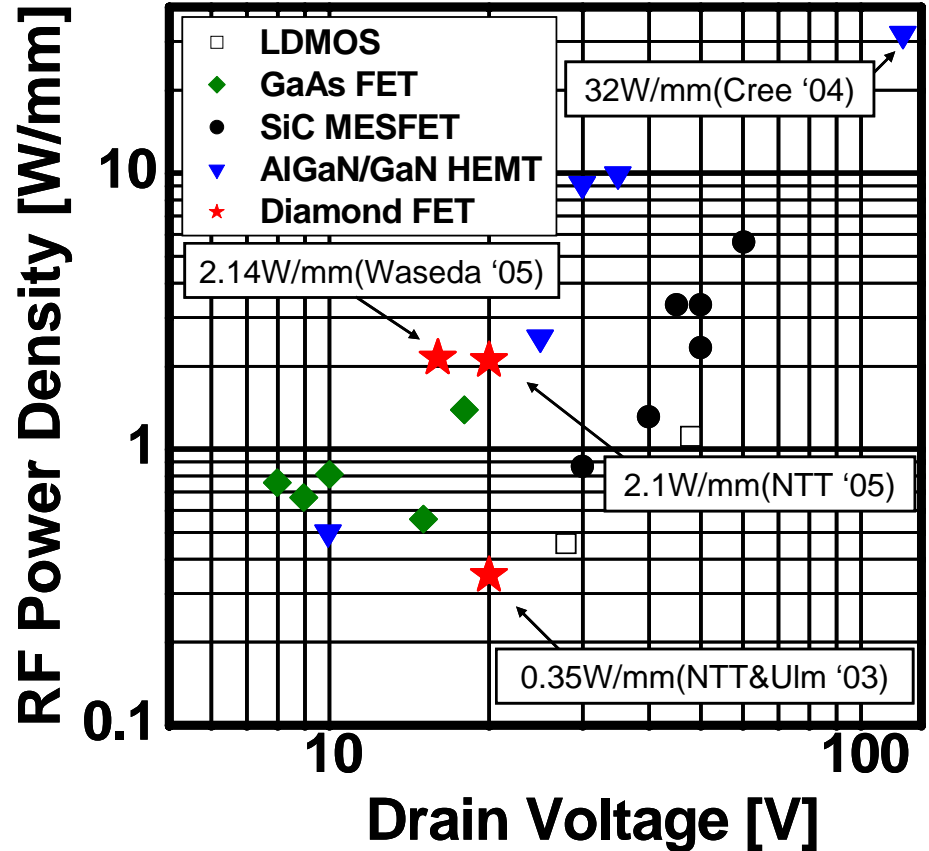 RF Power Density [W/mm]
LDMOS
GaAs FET
SiC MESFET
AlGaN/GaN HEMT
Diamond FET
32W/mm(Cree '04)
10
2.14W/mm(Waseda '05)
1
2.1W/mm(NTT '05)
0.35W/mm(NTT&Ulm '03)
0.1
10
100
Drain Voltage [V]